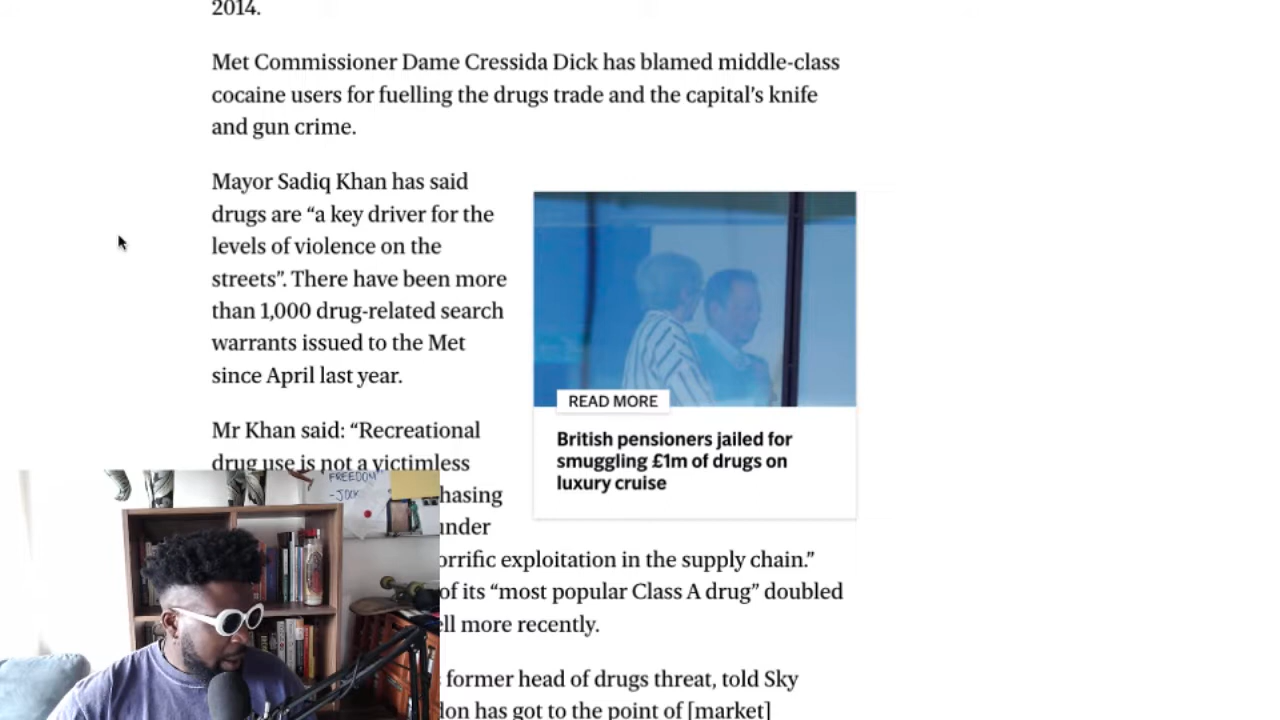 2014.
Met Commissioner Dame Cressida Dick has blamed middle-class
cocaine users for fuelling the drugs trade and the capital's knife
and gun crime.
Mayor Sadiq Khan has said
drugs are “a key driver for the
levels of violence on the
streets”. There have been more
than 1,000 drug-related search
warrants issued to the Met
since April last year.
Mr Khan said: “Recreational
drug use is not a victimless
hasing
under
orrific exploitation in the supply chain.”
of its “most popular Class A drug” doubled
ll more recently.
former head of drugs threat, told Sky
don has got to the point of [market]
READ MORE
British pensioners jailed for
smuggling £1m of drugs on
luxury cruise
FREEDOM"